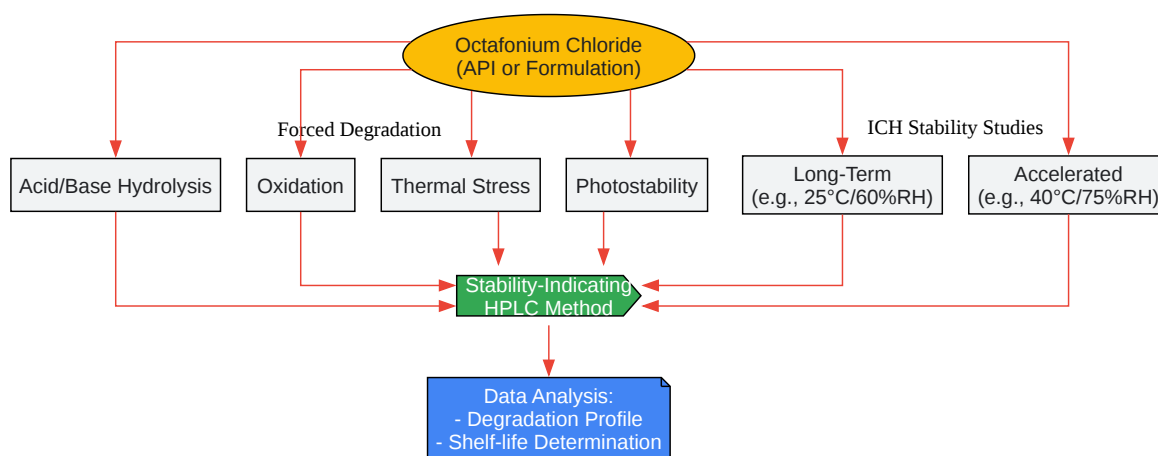 Octafonium Chloride
(API or Formulation)
Forced Degradation
ICH Stability Studies
Acid/Base Hydrolysis
Oxidation
Thermal Stress
Photostability
Long-Term
(e.g., 25°C/60%RH)
Accelerated
(e.g., 40°C/75%RH)
Stability-Indicating
HPLC Method
Data Analysis:
- Degradation Profile
- Shelf-life Determination